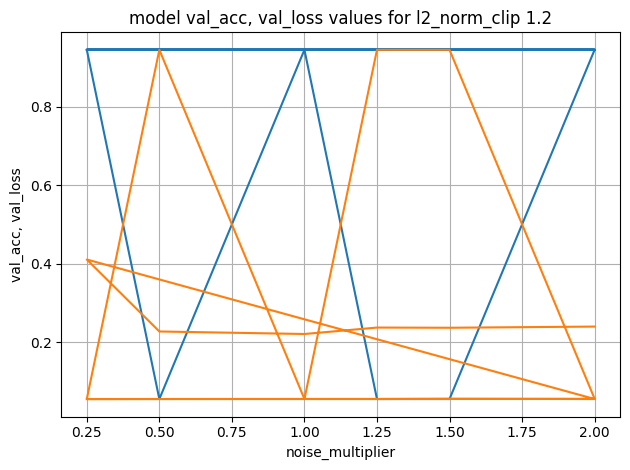 model val_acc, val_loss values for l2_norm_clip 1.2
val_acc, val_loss
0.8
0.6
0.4
0.2
0.25 0.50 0.75 1.00 1.25 1.50 1.75 2.00
noise_multiplier